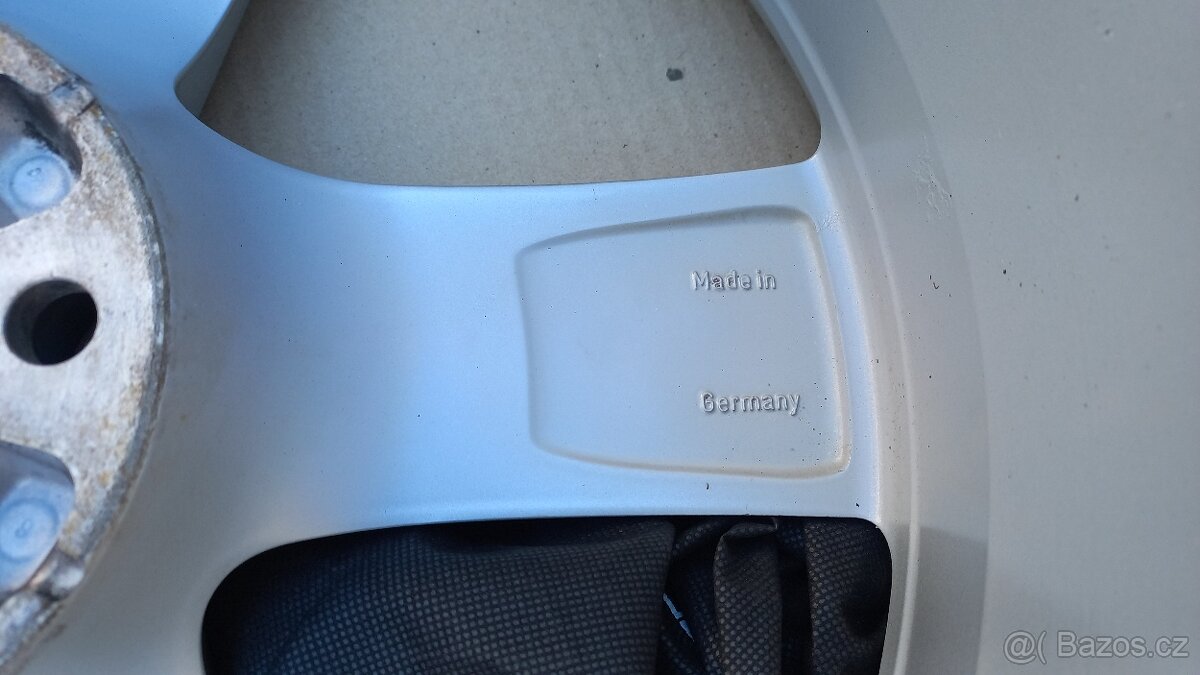 Made in
Germany
@( Bazos.cz